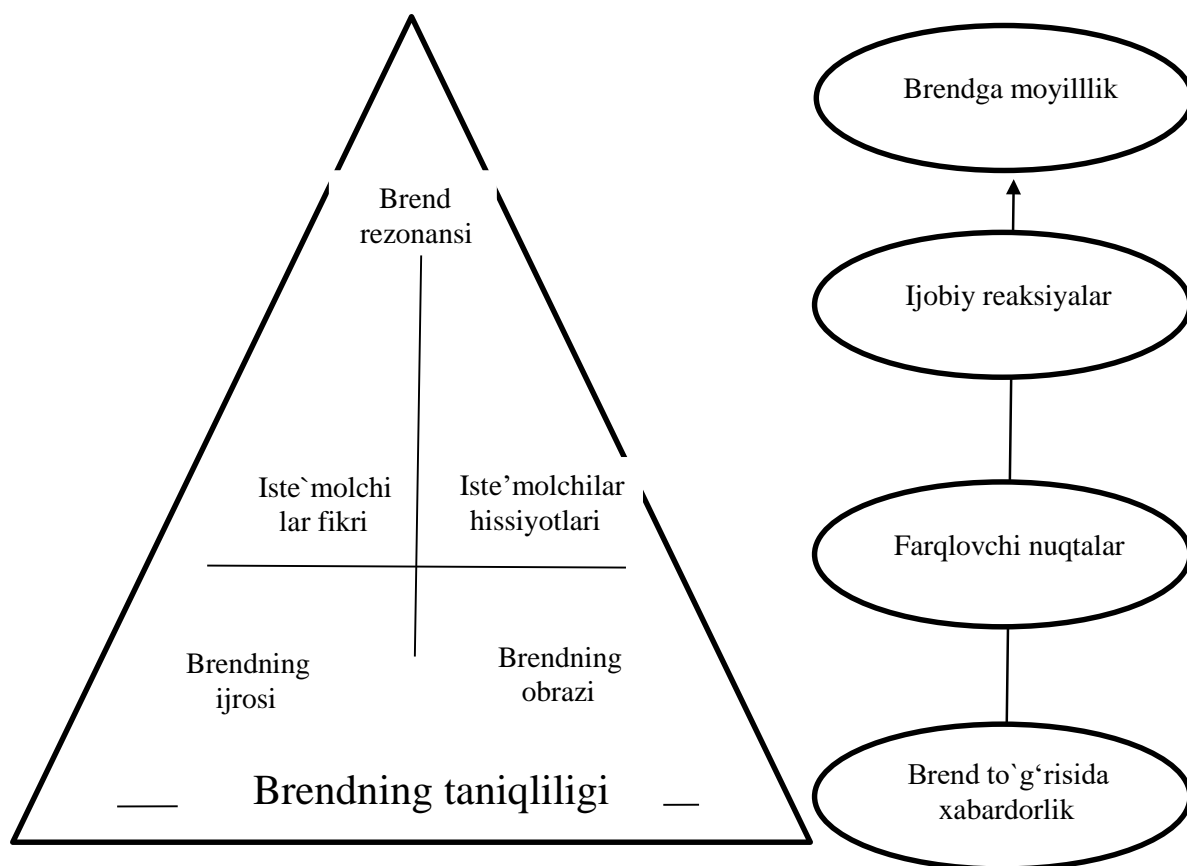 Brend
rezonansi
Iste`molchi
lar fikri
Iste’molchilar
hissiyotlari
Brendning
ijrosi
Brendning
obrazi
Brendning taniqliligi
Brendga moyilllik
Ijobiy reaksiyalar
Farqlovchi nuqtalar
Brend to`g‘risida
xabardorlik